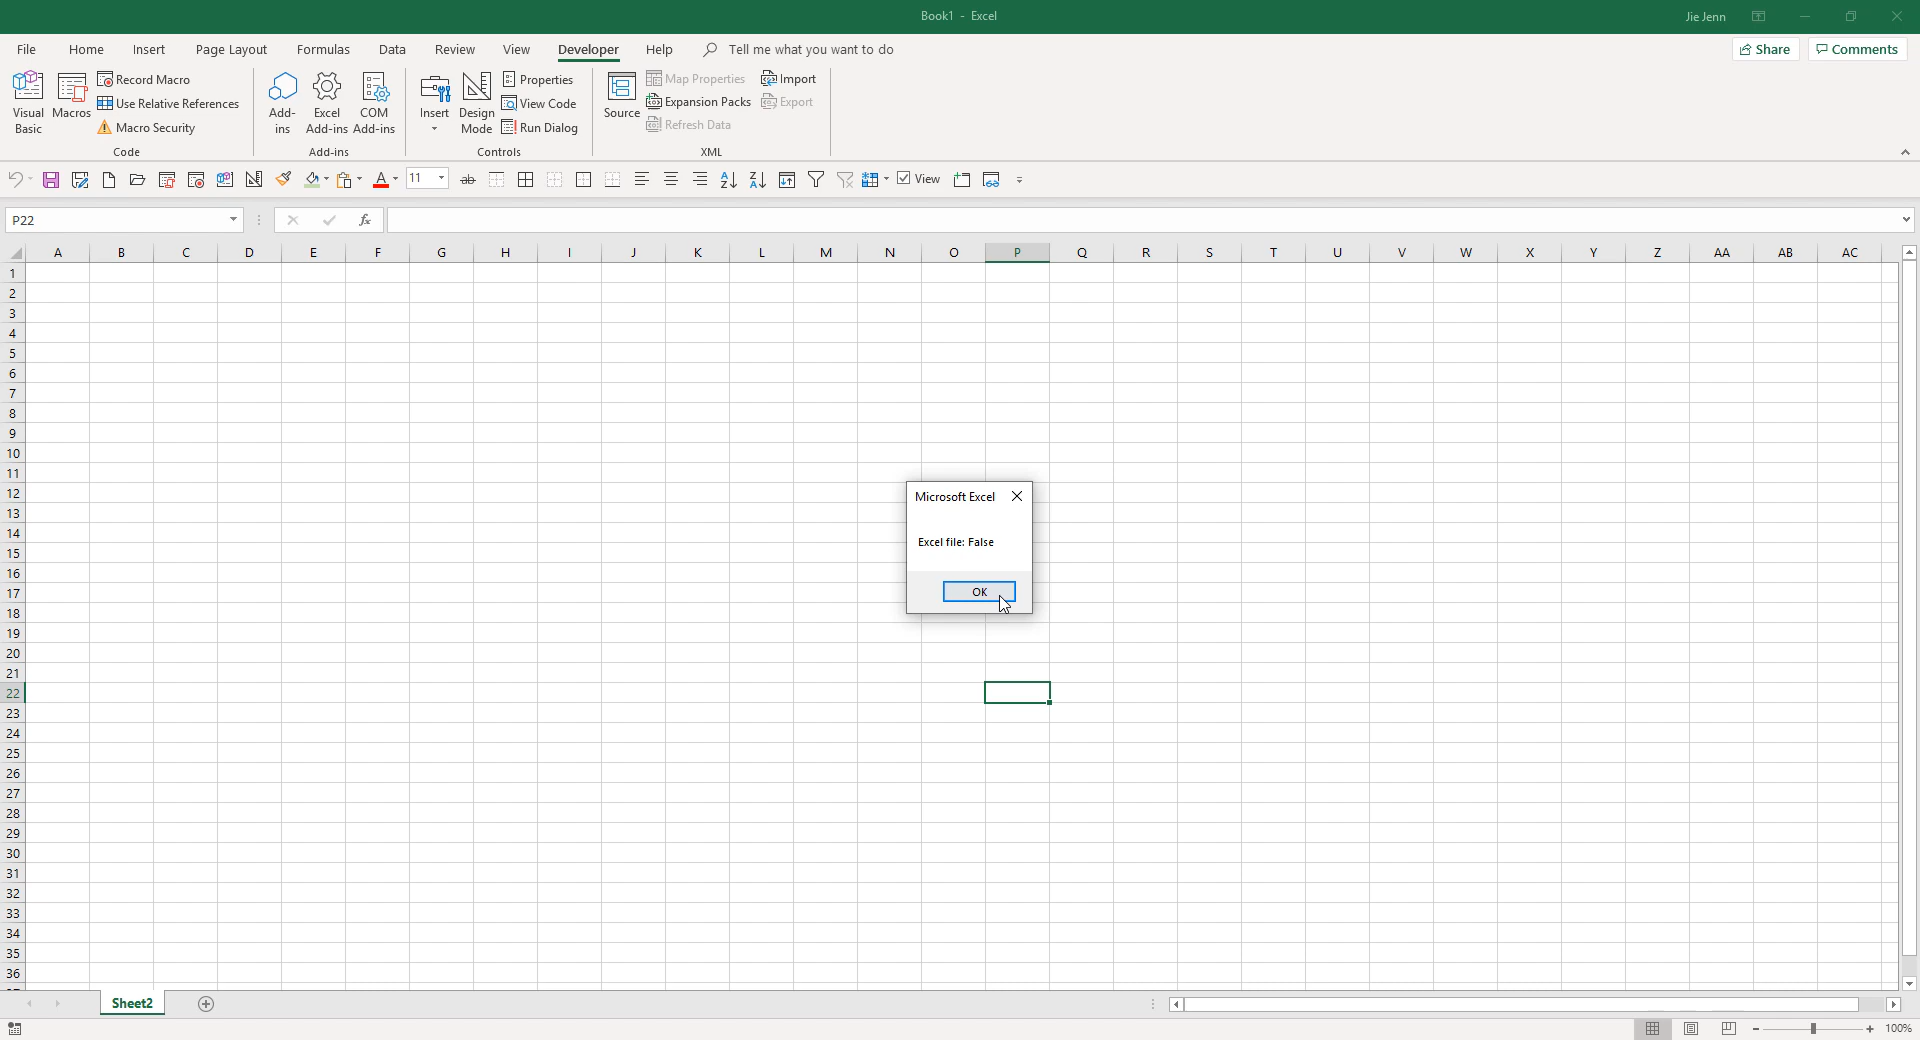 Book1 - Excel
Jie Jenn
File Home Insert Page Layout Formulas Data Review View Developer Help Tell me what you want to do
Share Comments
Visual Basic
Macros
Record Macro
Use Relative References
Macro Security
Code
Add-ins
Excel Add-ins
COM Add-ins
Add-ins
Insert
Design Mode
Properties
View Code
Run Dialog
Controls
Source
Map Properties
Expansion Packs
Refresh Data
Import
Export
XML
11
ab
View
P22
fx
A B C D E F G H I J K L M N O P Q R S T U V W X Y Z AA AB AC
1
2
3
4
5
6
7
8
9
10
11
12
13
14
15
16
17
18
19
20
21
22
23
24
25
26
27
28
29
30
31
32
33
34
35
36
Microsoft Excel
Excel file: False
OK
Sheet2
100%